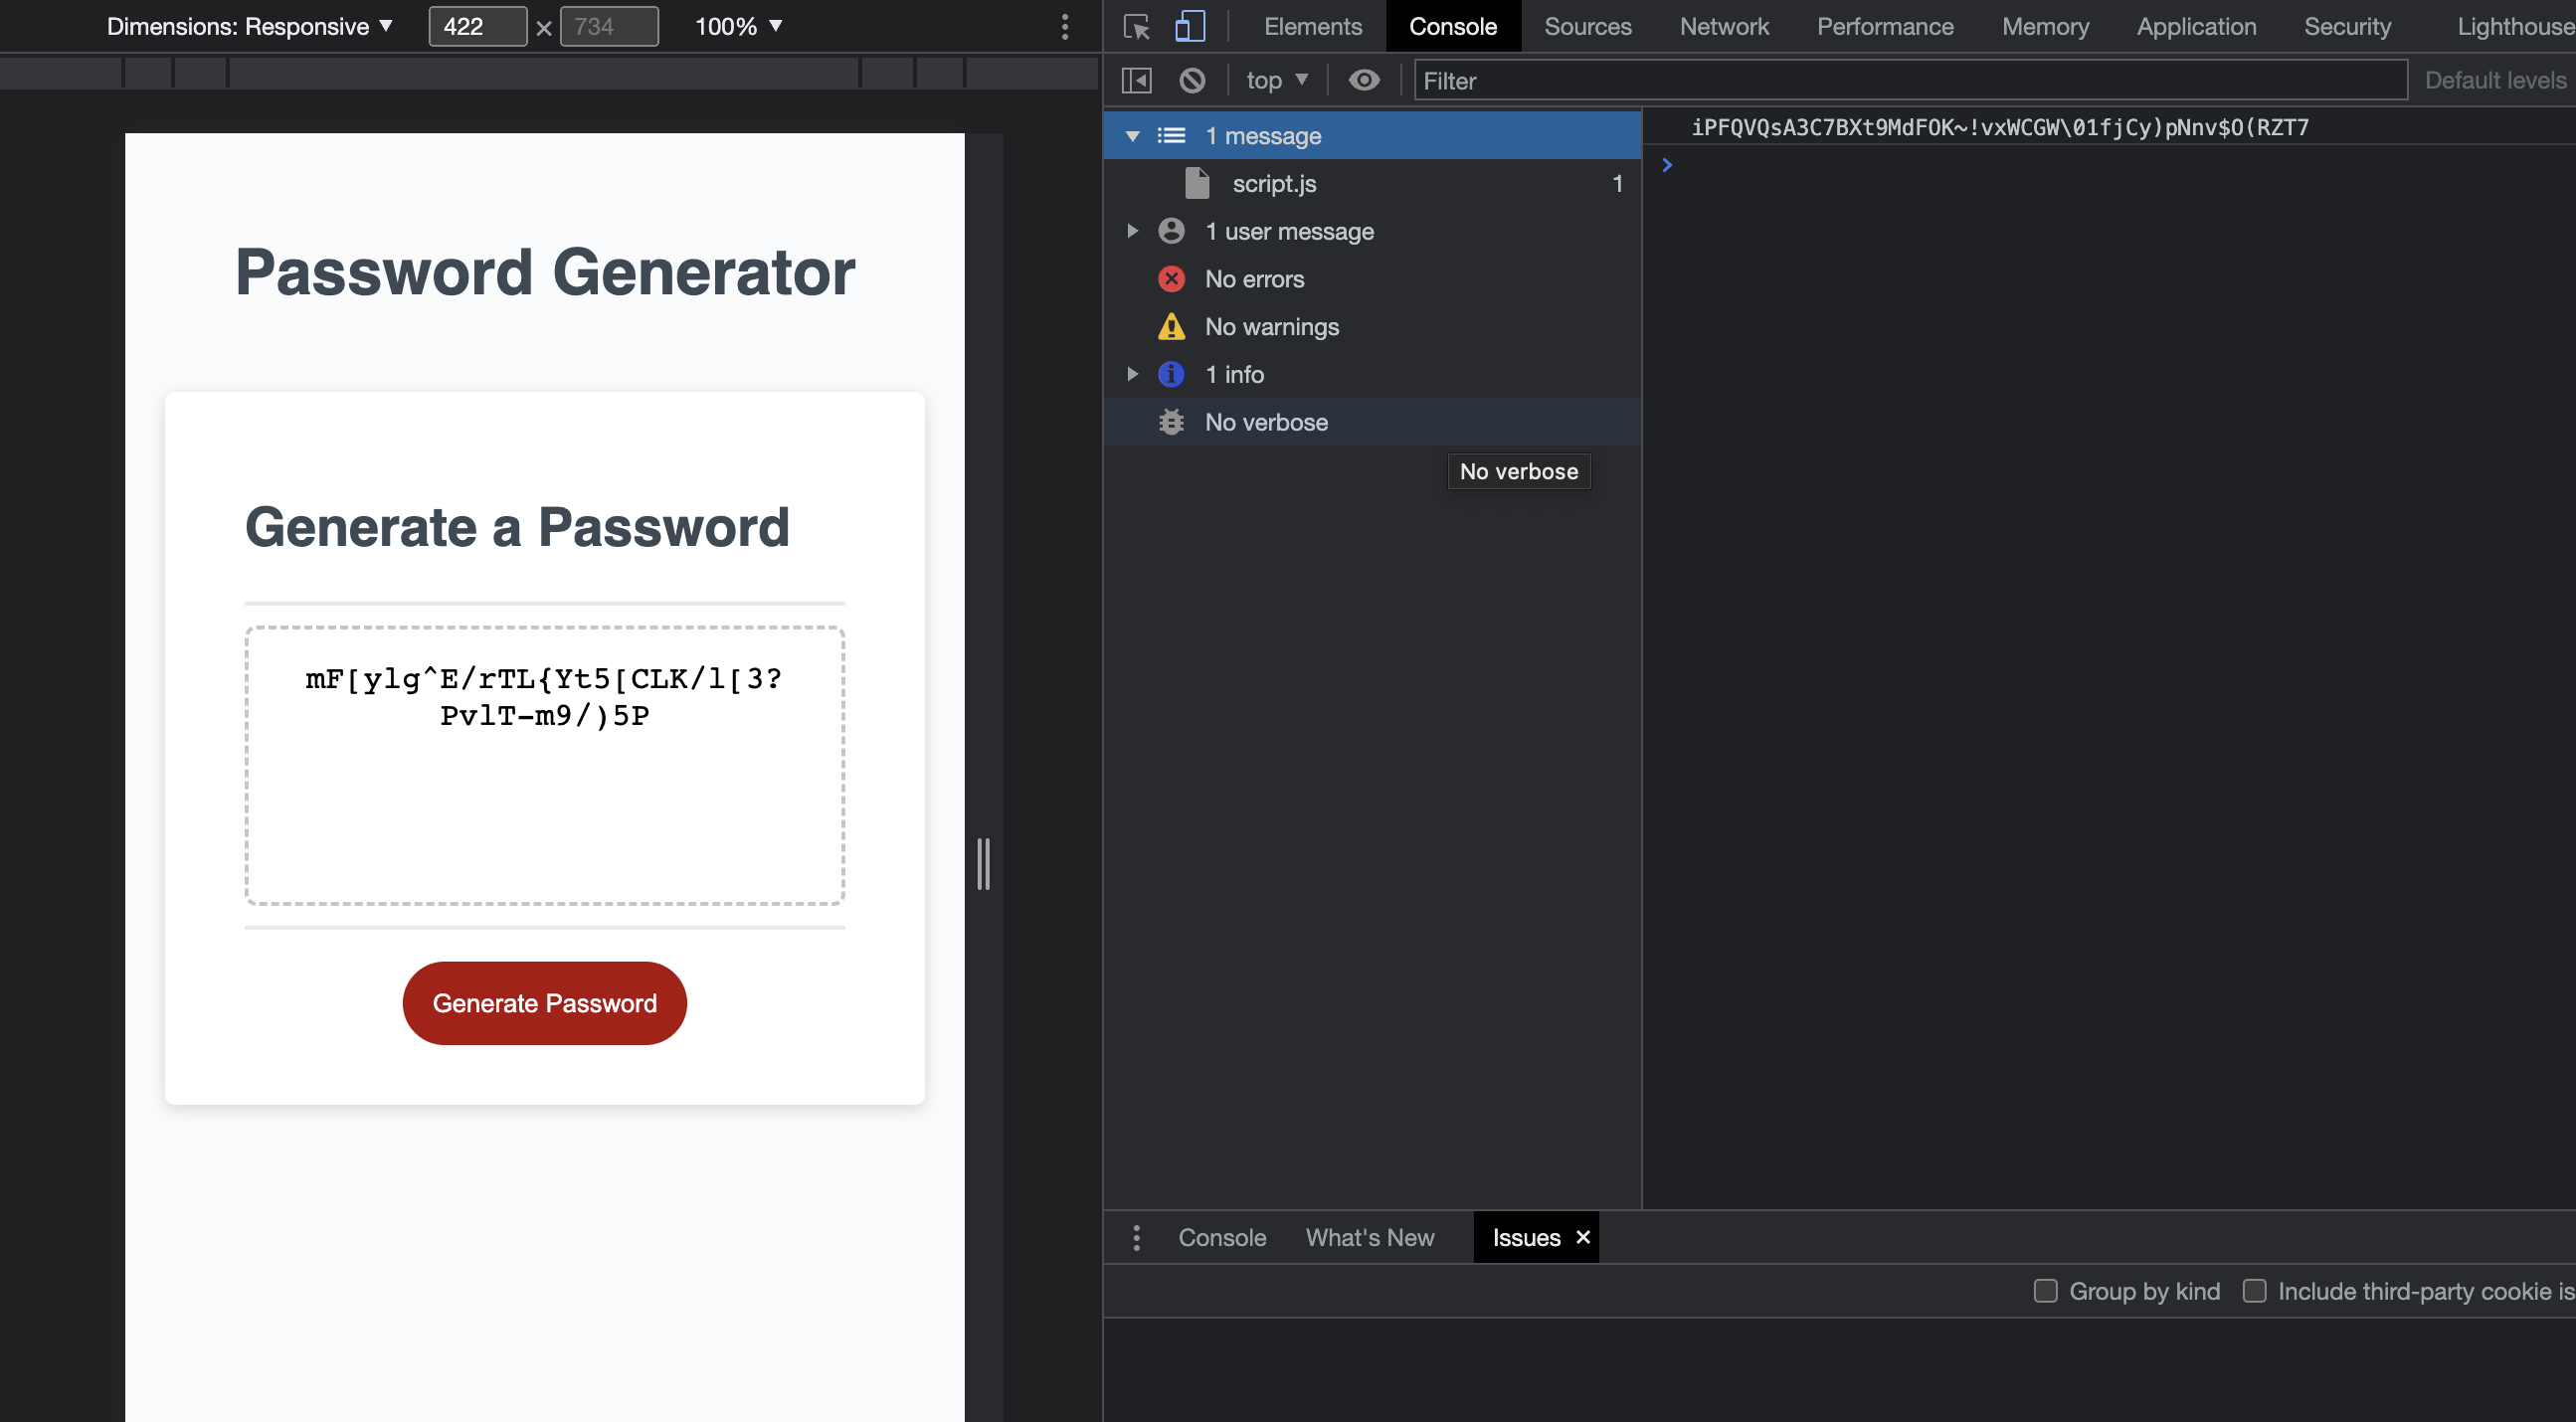 Dimensions: Responsive ▼ 422 × 734 100% ▼
Elements Console Sources Network Performance Memory Application Security Lighthouse
top ▼ Filter Default levels
Password Generator
Generate a Password
mF[ylg^E/rTL{Yt5[CLK/l[3?
PvlT-m9/)5P
Generate Password
1 message
script.js 1
1 user message
No errors
No warnings
1 info
No verbose
No verbose
iPFQVQsA3C7BXt9MdFOK~!vxWCGW\01fjCy)pNnv$O(RZT7
>
Console What's New Issues ×
Group by kind Include third-party cookie is